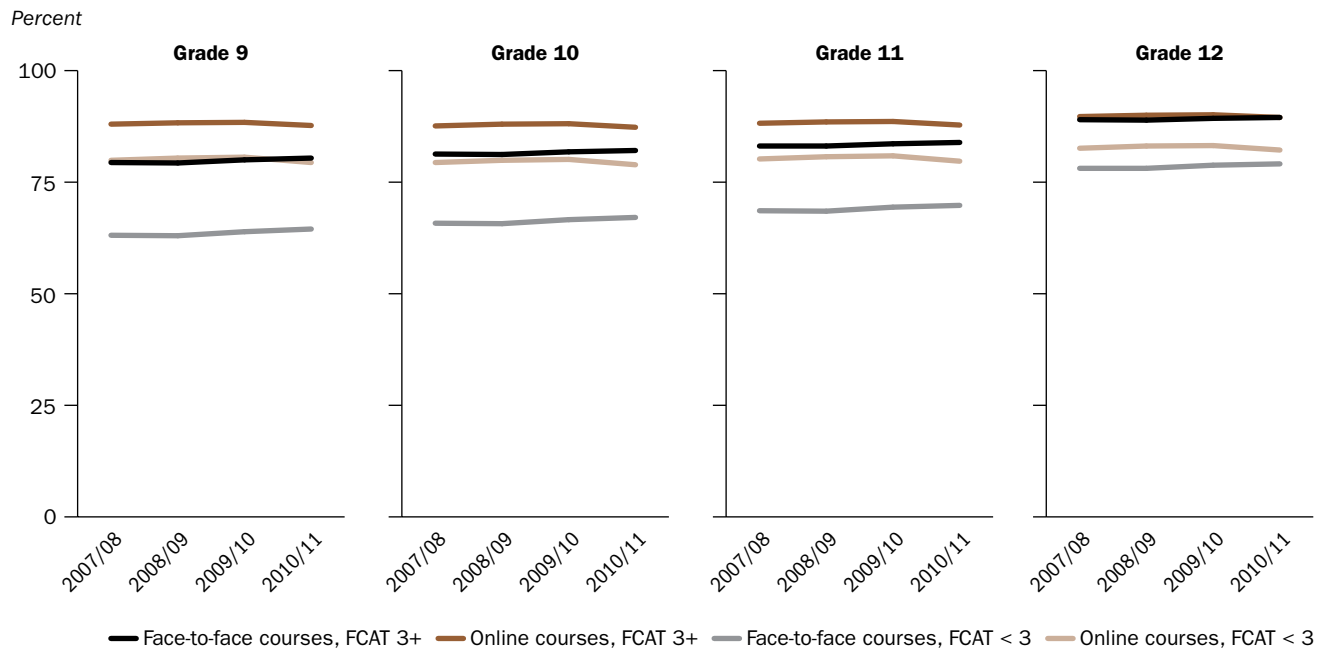 Percent
Grade 9 Grade 10 Grade 11 Grade 12
100
75
50
25
0
2007/08 2008/09 2009/10 2010/11 2007/08 2008/09 2009/10 2010/11 2007/08 2008/09 2009/10 2010/11 2007/08 2008/09 2009/10 2010/11
Face-to-face courses, FCAT 3+ Online courses, FCAT 3+ Face-to-face courses, FCAT < 3 Online courses, FCAT < 3